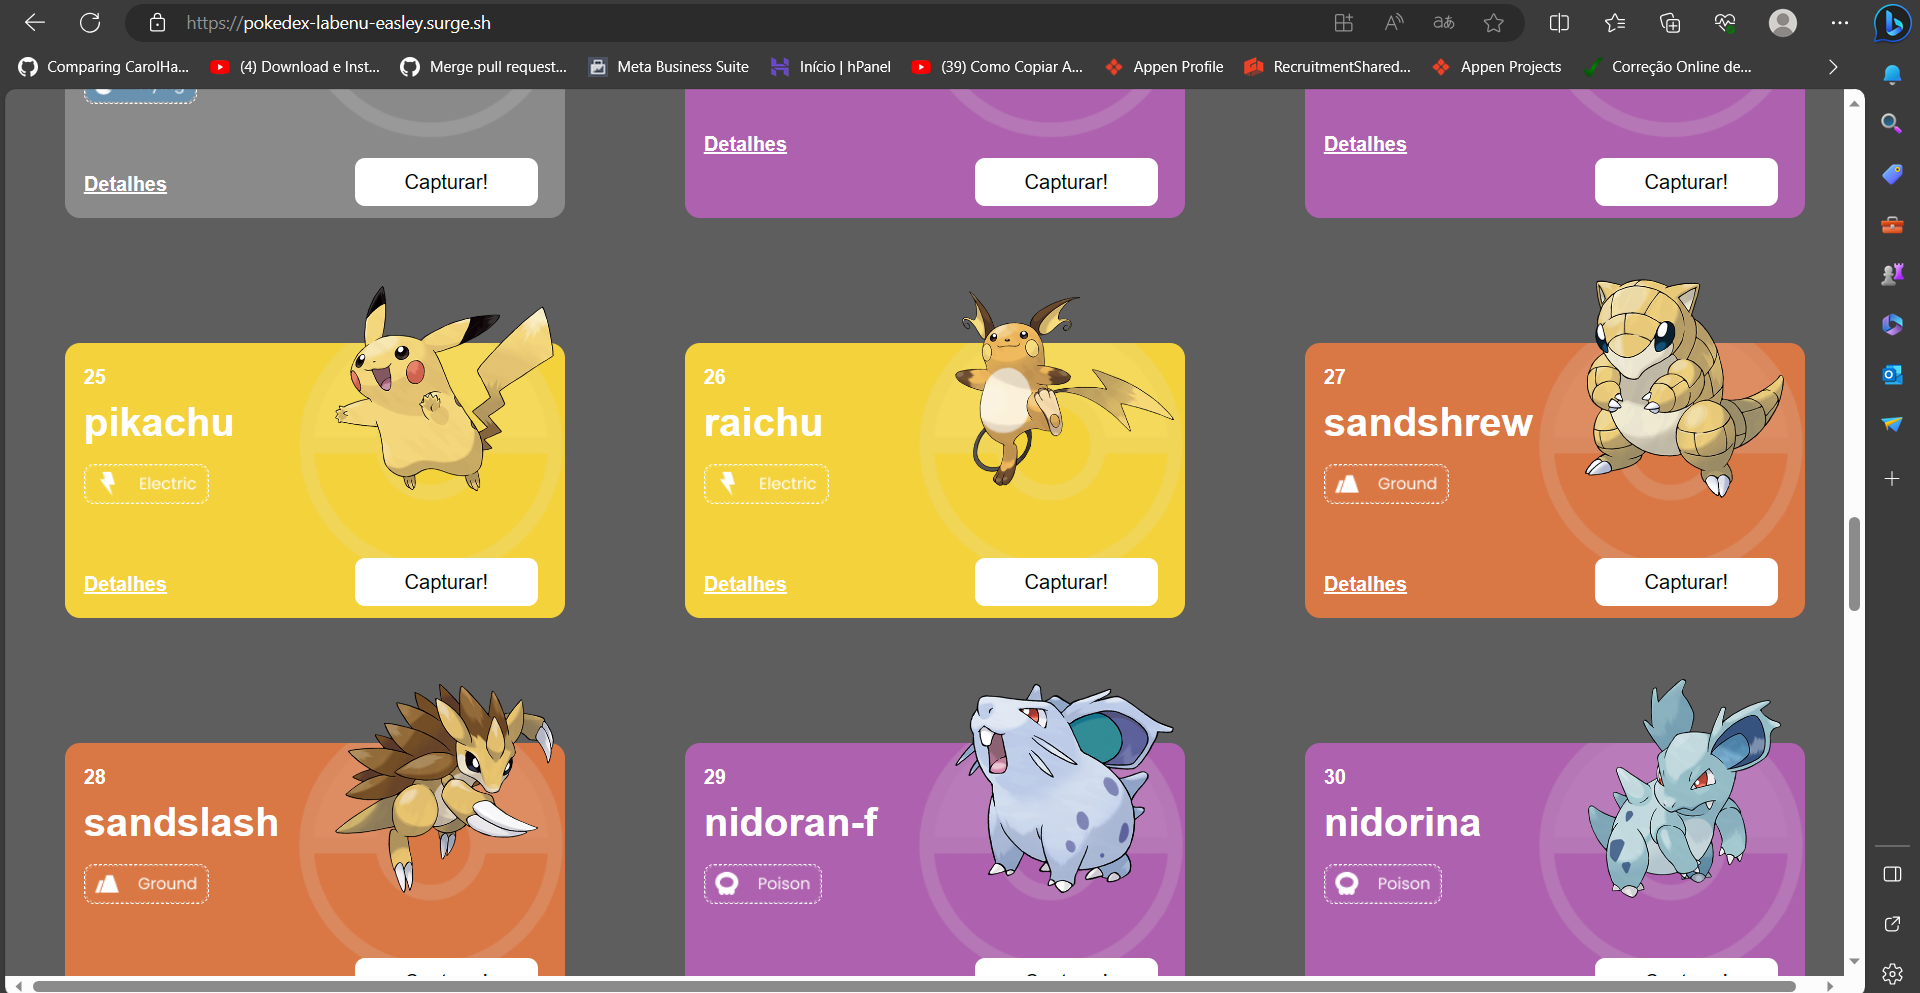 https://pokedex-labenu-easley.surge.sh
Comparing CarolHa... (4) Download e Inst... Merge pull request... Meta Business Suite Início | hPanel (39) Como Copiar A... Appen Profile RecruitmentShared... Appen Projects Correção Online de...
Detalhes Detalhes
Detalhes Capturar! Capturar! Capturar!
25 26 27
pikachu raichu sandshrew
Electric Electric Ground
Detalhes Capturar! Detalhes Capturar! Detalhes Capturar!
28 29 30
sandslash nidoran-f nidorina
Ground Poison Poison